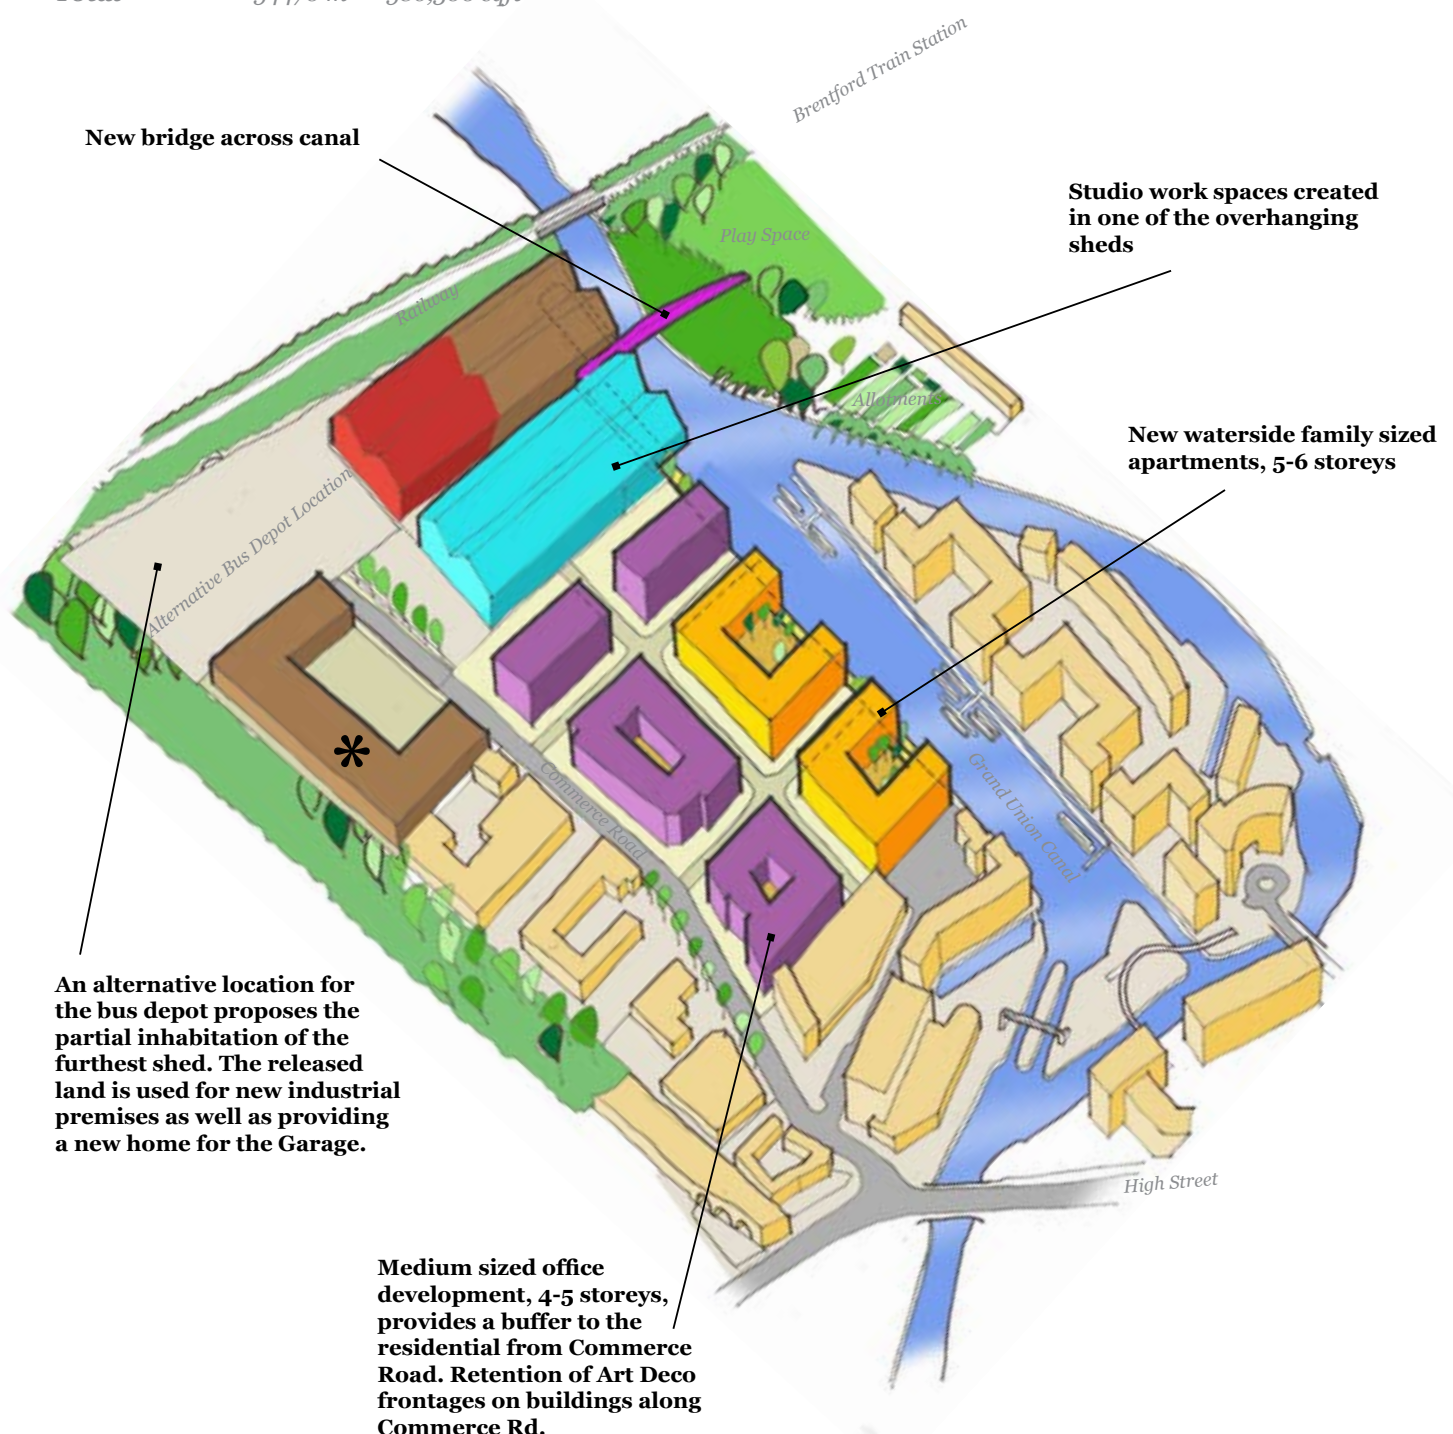 Brentford Train Station
New bridge across canal
Studio work spaces created
in one of the overhanging
sheds
Play Space
Railway
Allotments
New waterside family sized
apartments, 5-6 storeys
Alternative Bus Depot Location
*
Commerce Road
Grand Union Canal
An alternative location for
the bus depot proposes the
partial inhabitation of the
furthest shed. The released
land is used for new industrial
premises as well as providing
a new home for the Garage.
High Street
Medium sized office
development, 4-5 storeys,
provides a buffer to the
residential from Commerce
Road. Retention of Art Deco
frontages on buildings along
Commerce Rd.